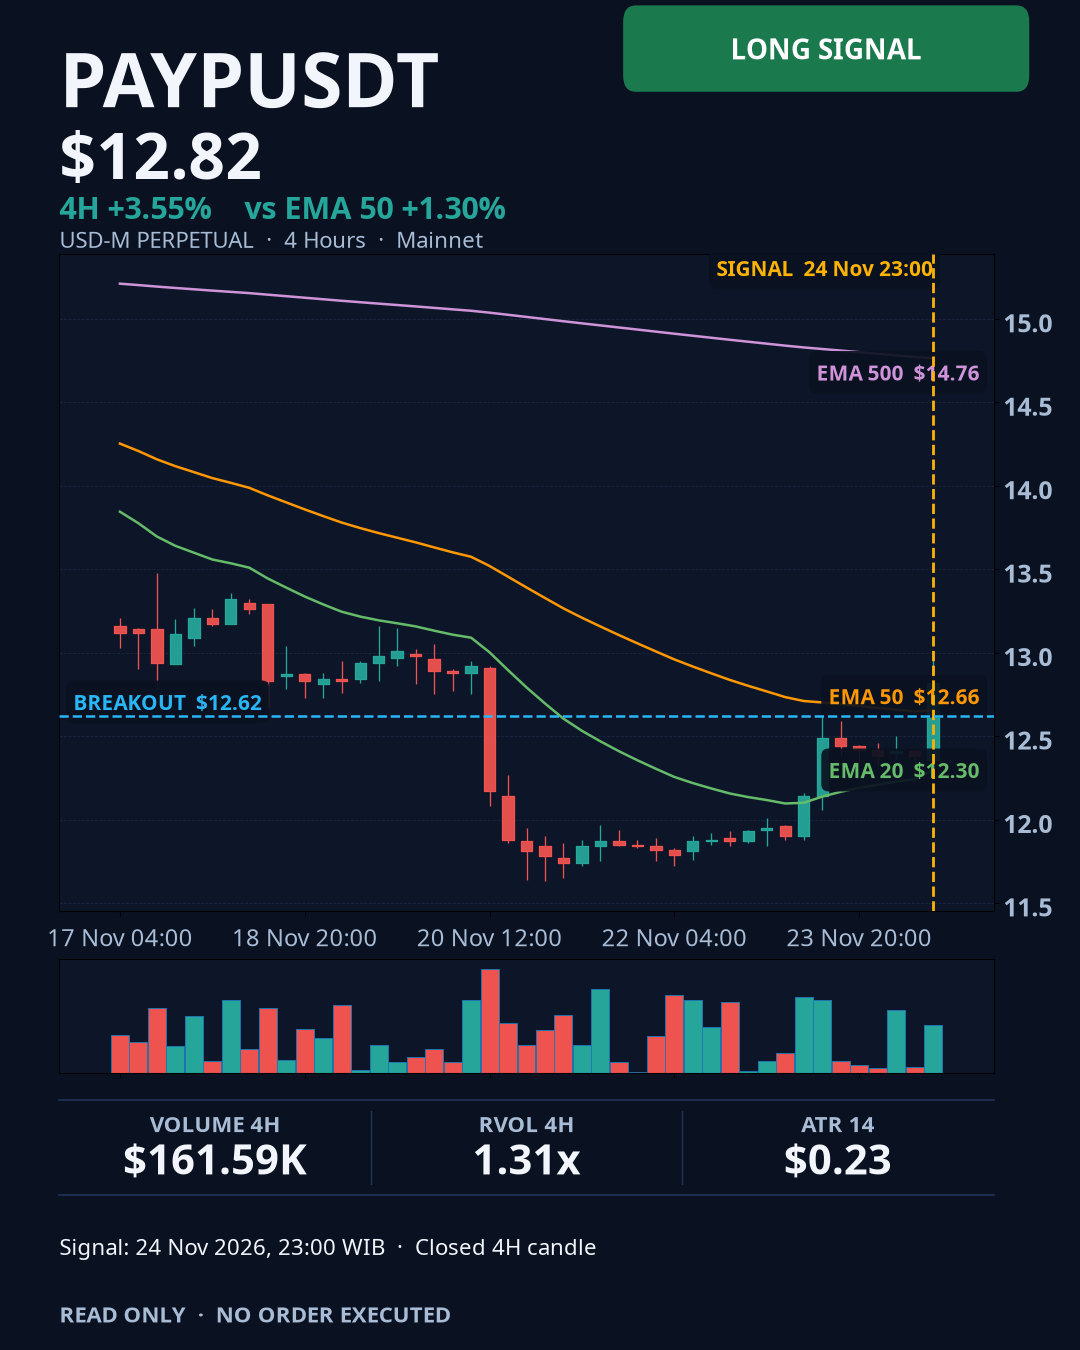 LONG SIGNAL
PAYPUSDT
$12.82
4H +3.55% vs EMA 50 +1.30%
USD-M PERPETUAL · 4 Hours · Mainnet
SIGNAL 24 Nov 23:00
15.0
EMA 500 $14.76
14.5
14.0
13.5
13.0
EMA 50 $12.66
BREAKOUT $12.62
12.5
EMA 20 $12.30
12.0
11.5
17 Nov 04:00 18 Nov 20:00 20 Nov 12:00 22 Nov 04:00 23 Nov 20:00
VOLUME 4H RVOL 4H ATR 14
$161.59K 1.31x $0.23
Signal: 24 Nov 2026, 23:00 WIB · Closed 4H candle
READ ONLY · NO ORDER EXECUTED